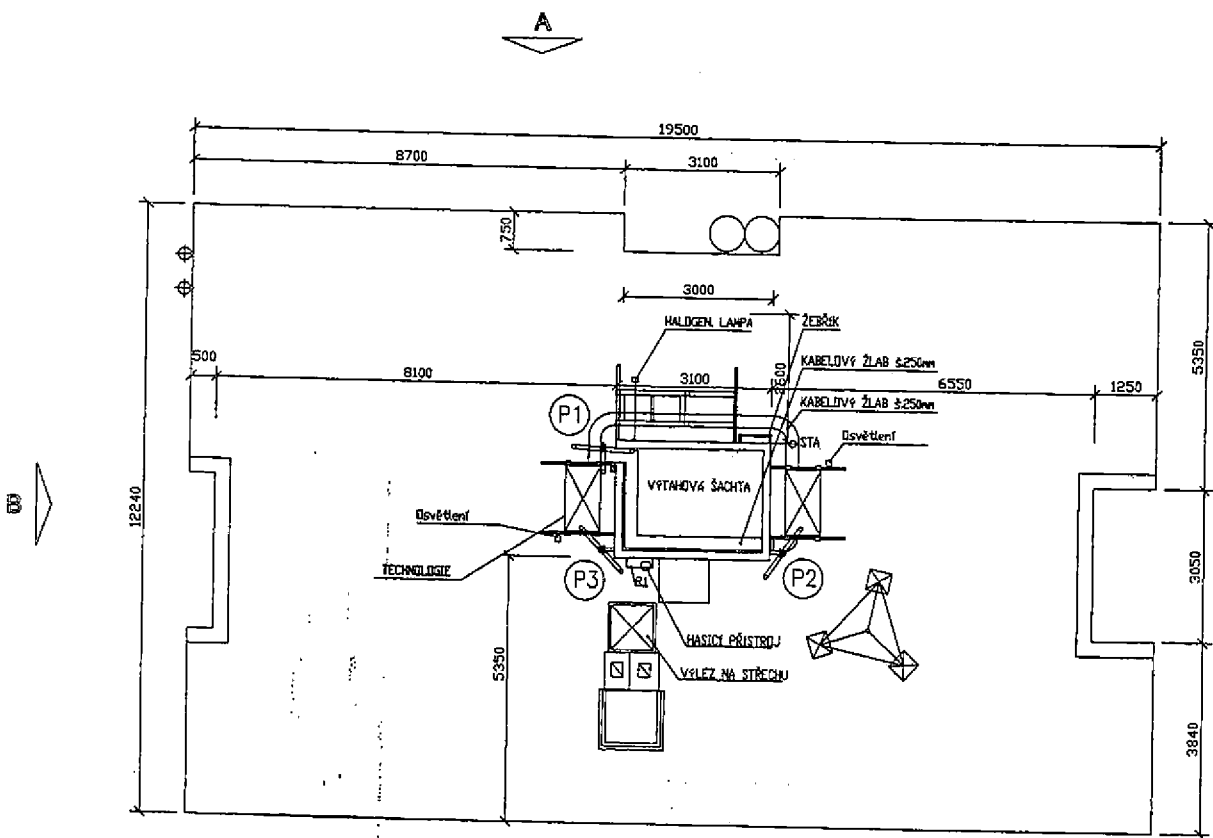 A
19500
8700
3100
750
3000
HALOGEN. LAMPA
ŽEBŘÍK
500
8100
3100
KABELOVÝ ŽLAB š.250mm
6550
1250
5350
KABELOVÝ ŽLAB š.250mm
P1
STA
Osvětlení
VÝTAHOVÁ ŠACHTA
B
12240
Osvětlení
TECHNOLOGIE
P3
P2
3050
HASICÍ PŘÍSTROJ
5350
VÝLEZ NA STŘECHU
3840